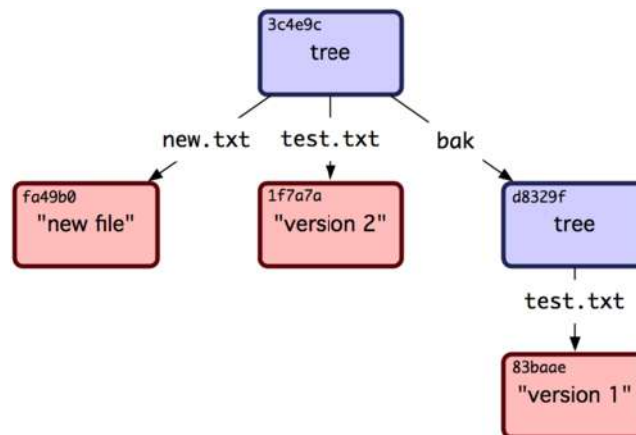 3c4e9c
tree
new.txt test.txt bak
fa49b0 1f7a7a d8329f
"new file" "version 2" tree
test.txt
83baae
"version 1"